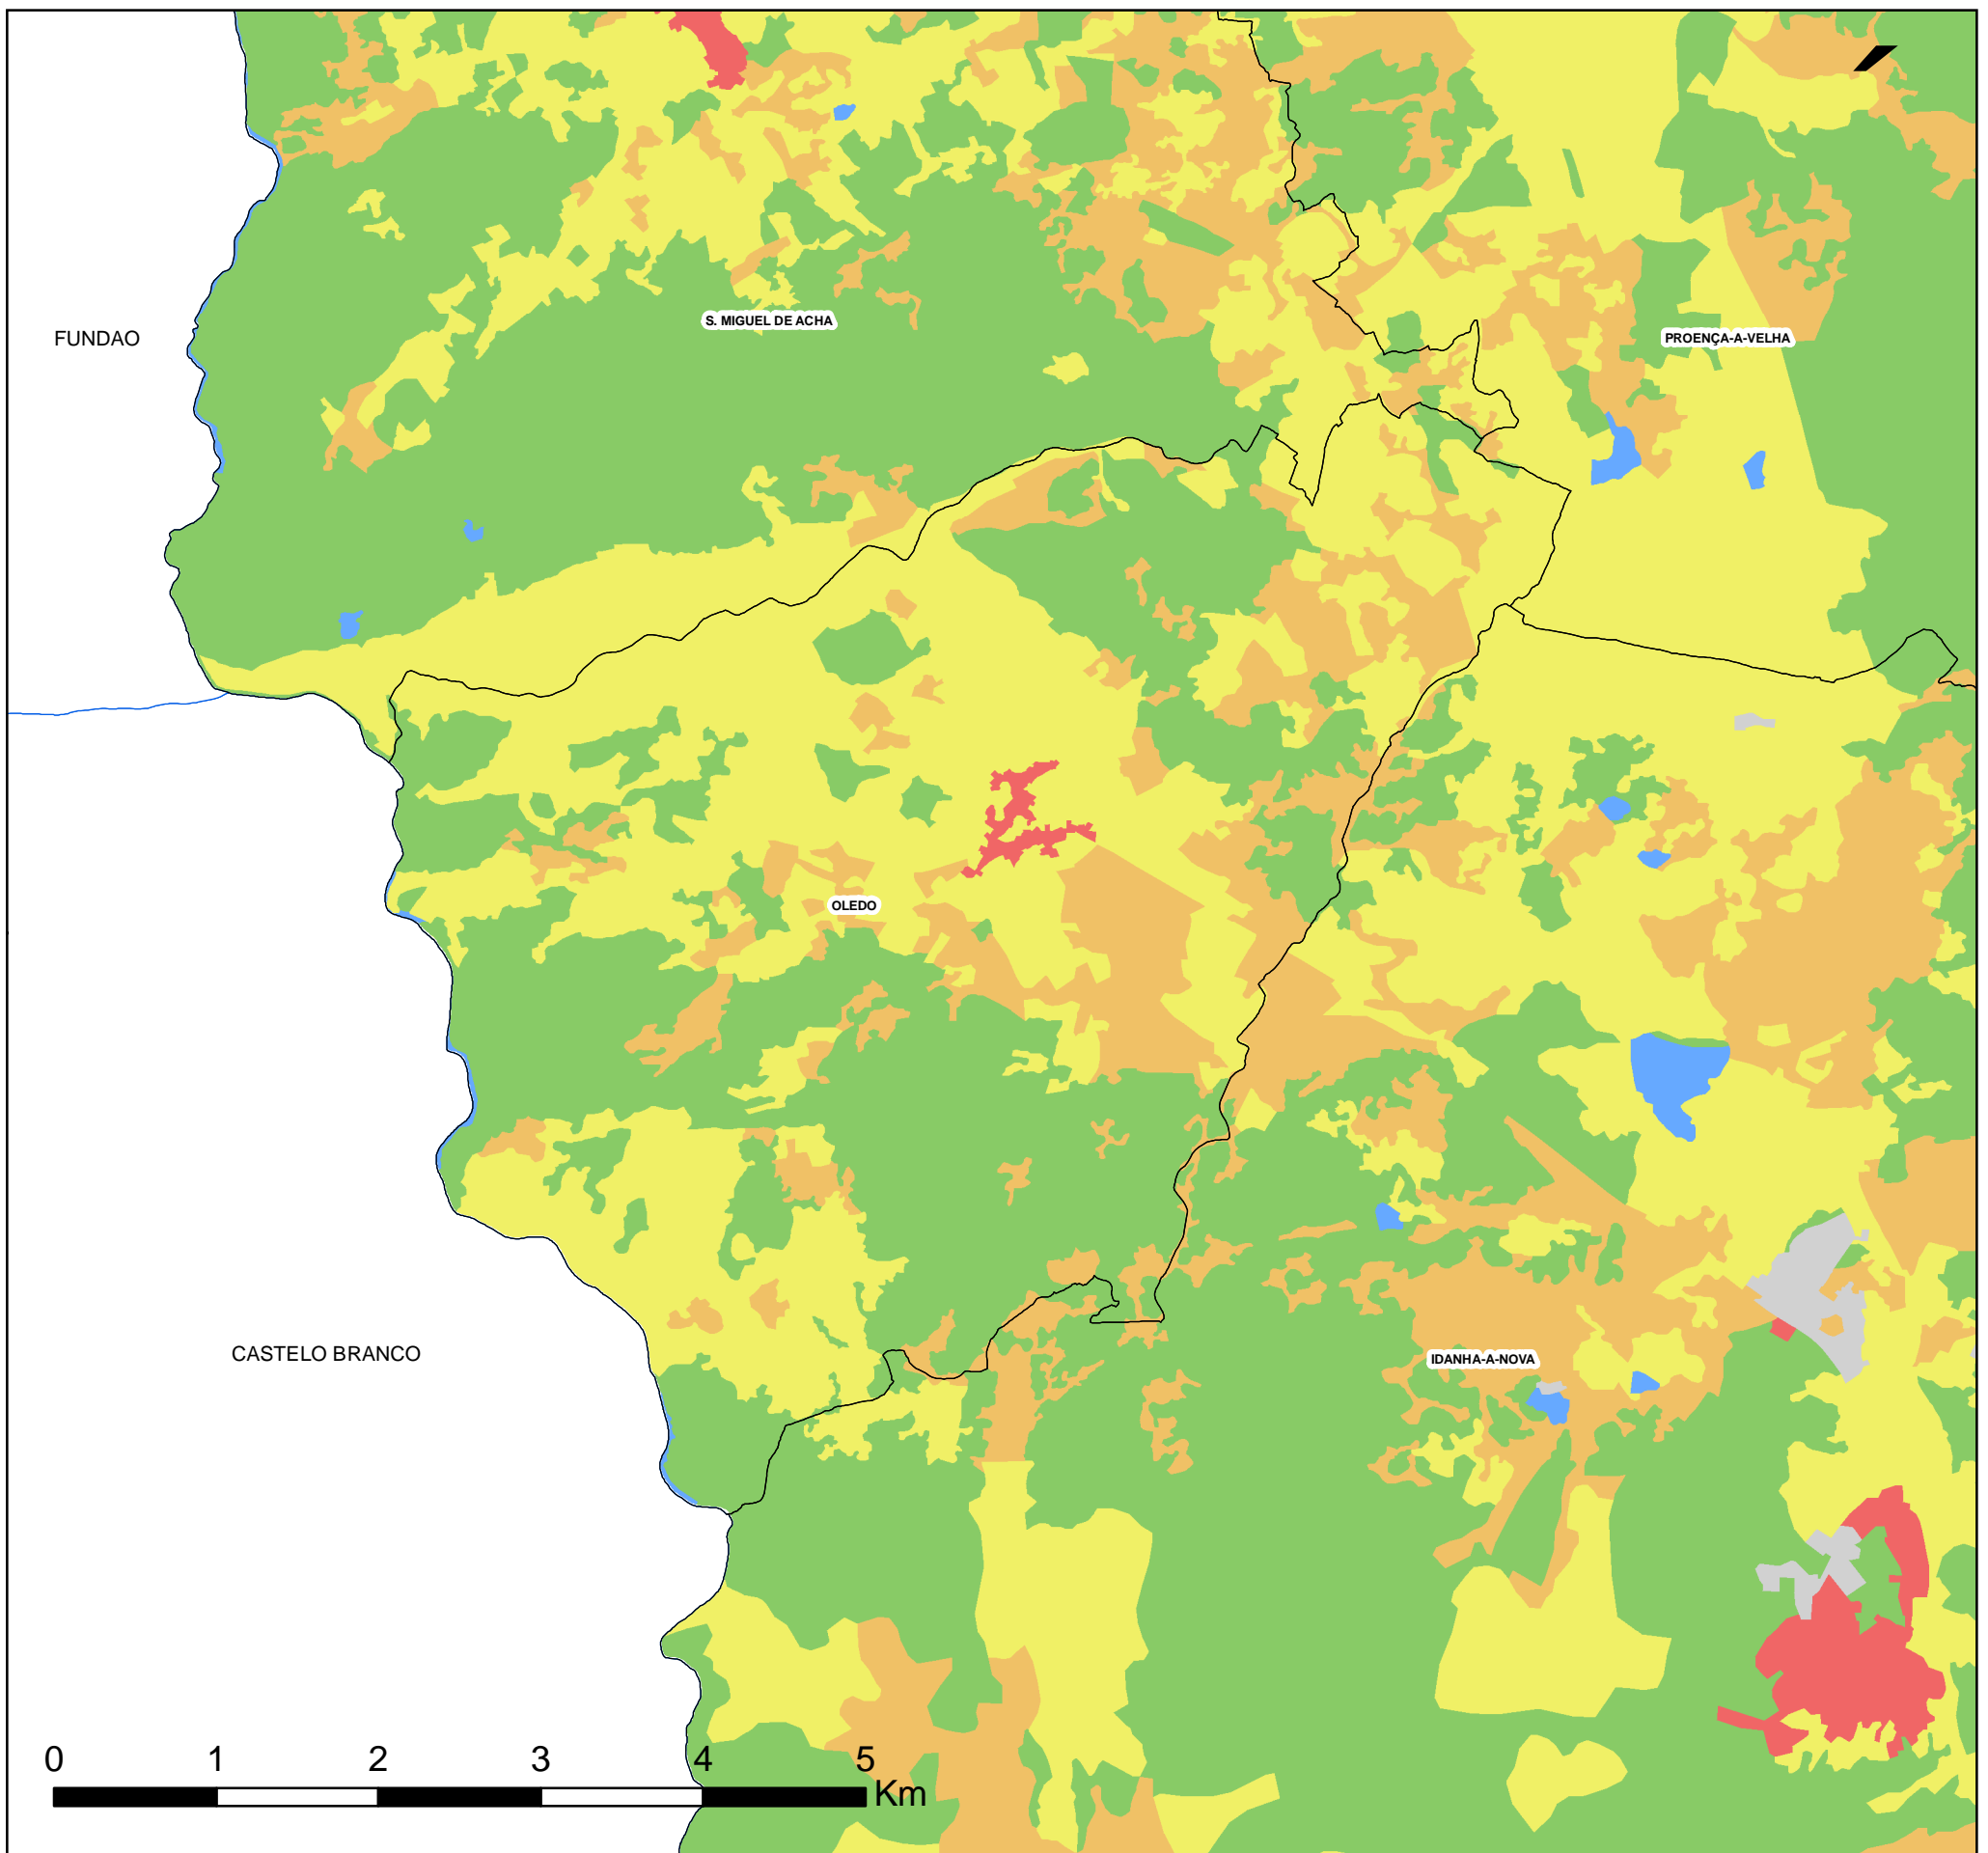 S. MIGUEL DE ACHA
FUNDAO
PROENÇA-A-VELHA
OLEDO
CASTELO BRANCO
IDANHA-A-NOVA
0 1 2 3 4 5
Km